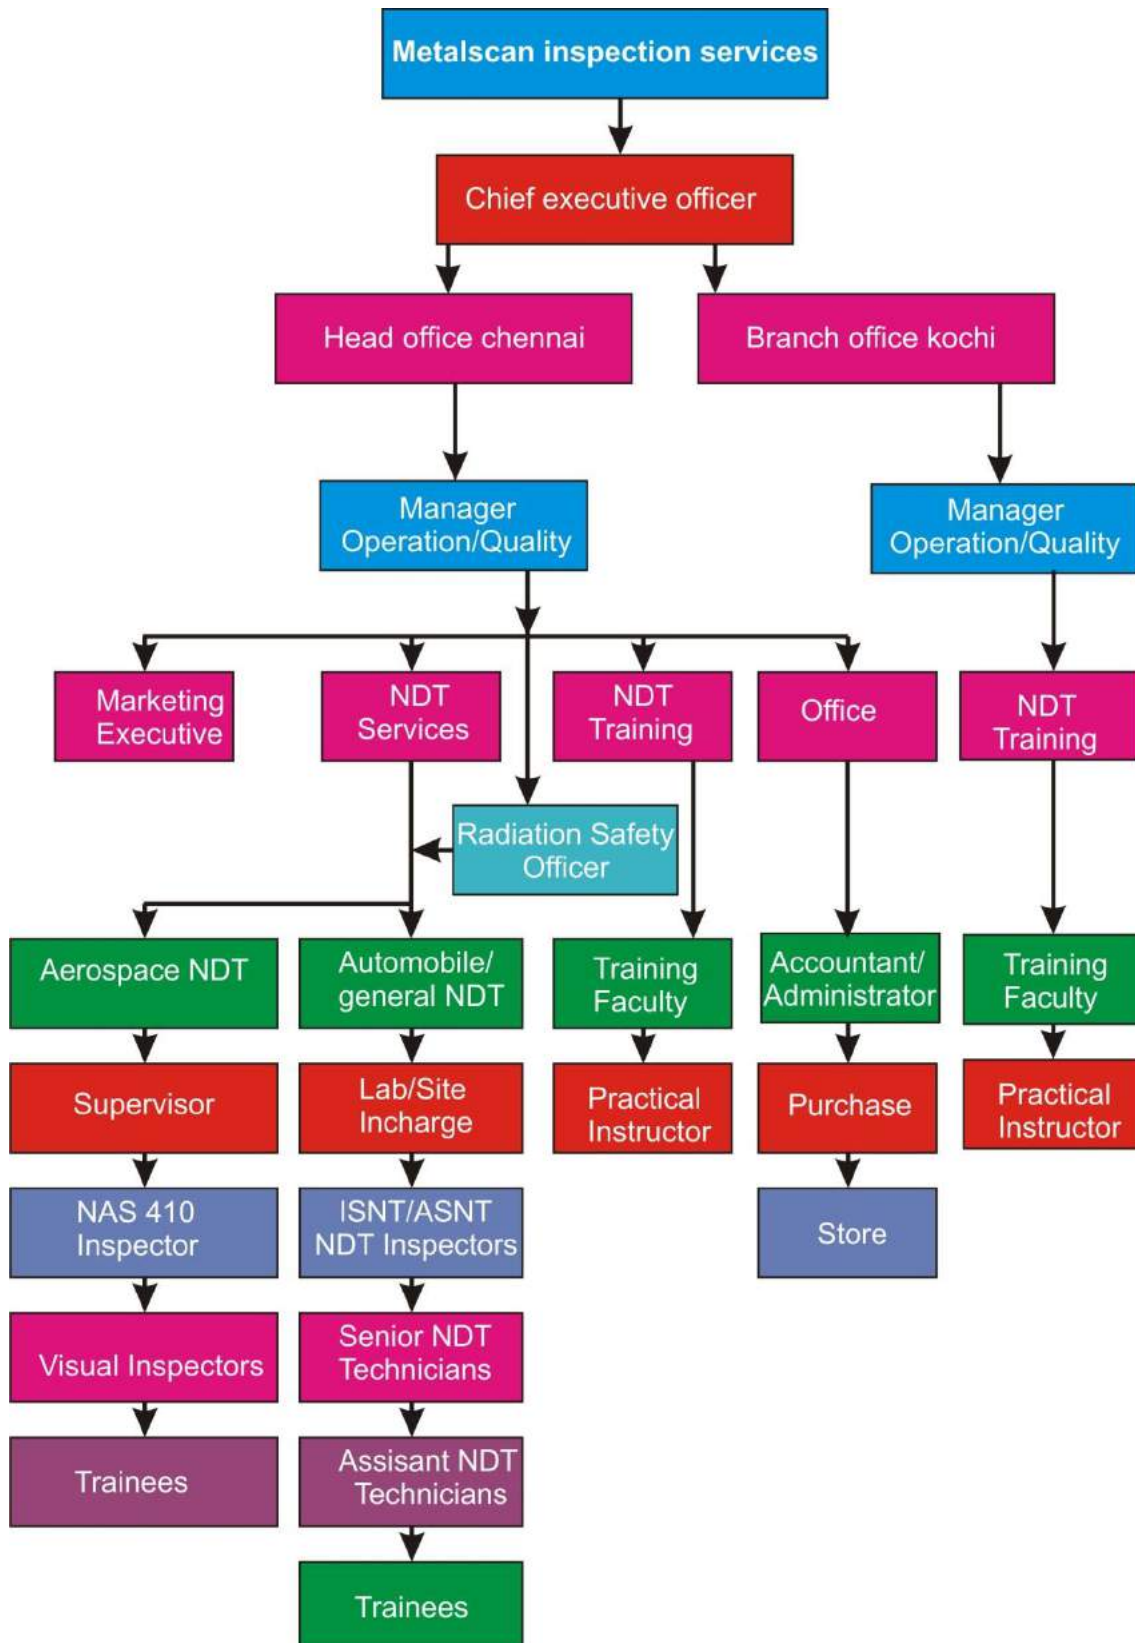 Metalscan inspection services
Chief executive officer
Head office chennai
Branch office kochi
Manager
Operation/Quality
Manager
Operation/Quality
Marketing
Executive
NDT
Services
NDT
Training
Office
NDT
Training
Radiation Safety
Officer
Aerospace NDT
Automobile/
general NDT
Training
Faculty
Accountant/
Administrator
Training
Faculty
Supervisor
Lab/Site
Incharge
Practical
Instructor
Purchase
Practical
Instructor
NAS 410
Inspector
ISNT/ASNT
NDT Inspectors
Store
Visual Inspectors
Senior NDT
Technicians
Trainees
Assisant NDT
Technicians
Trainees